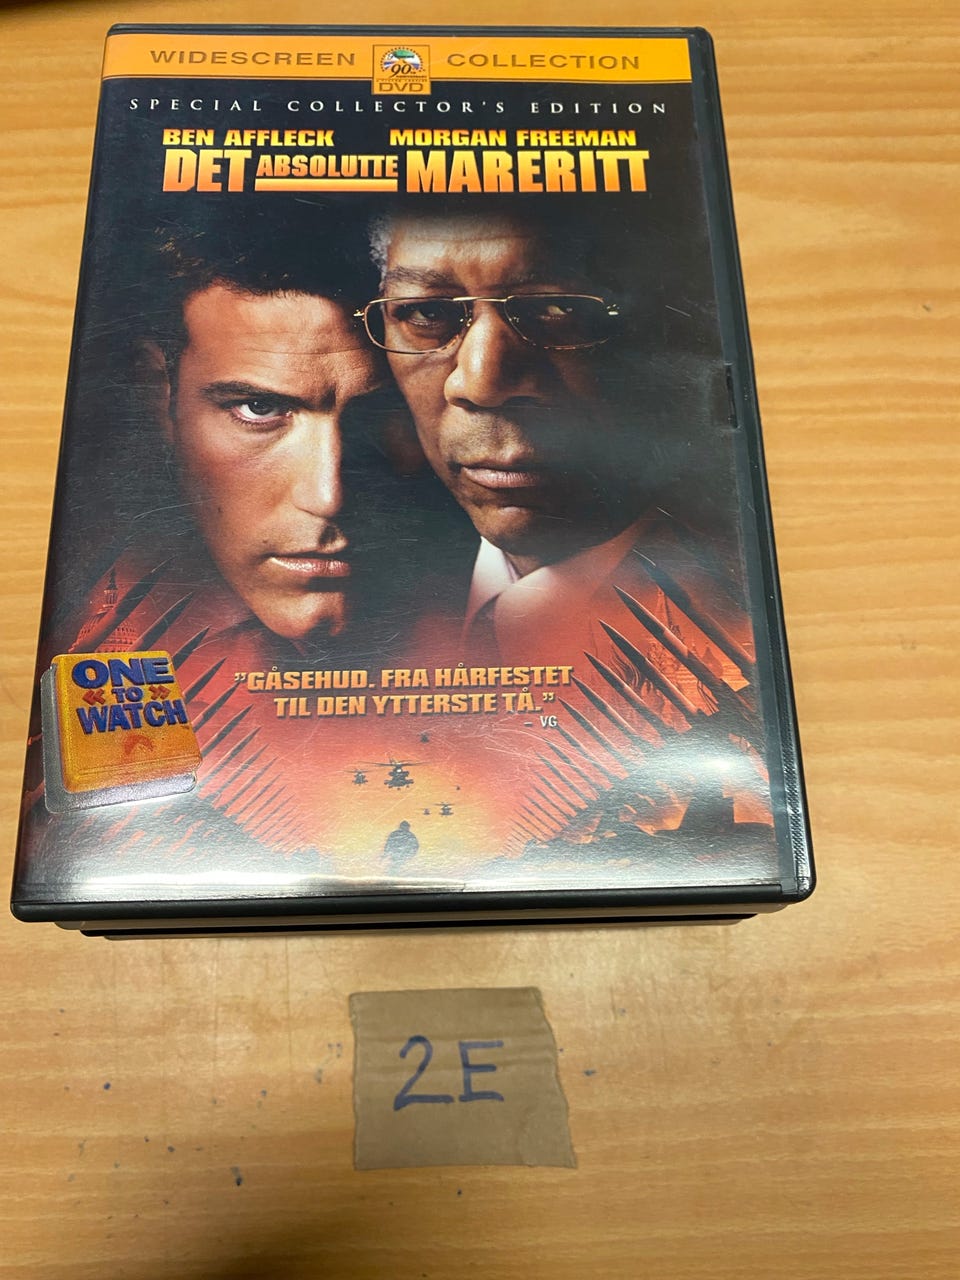 WIDESCREEN 90th DVD COLLECTION
SPECIAL COLLECTOR'S EDITION
BEN AFFLECK MORGAN FREEMAN
DET ABSOLUTTE MARERITT
ONE
TO
WATCH
"GÅSEHUD. FRA HÅRFESTET
TIL DEN YTTERSTE TÅ."
– VG
2E